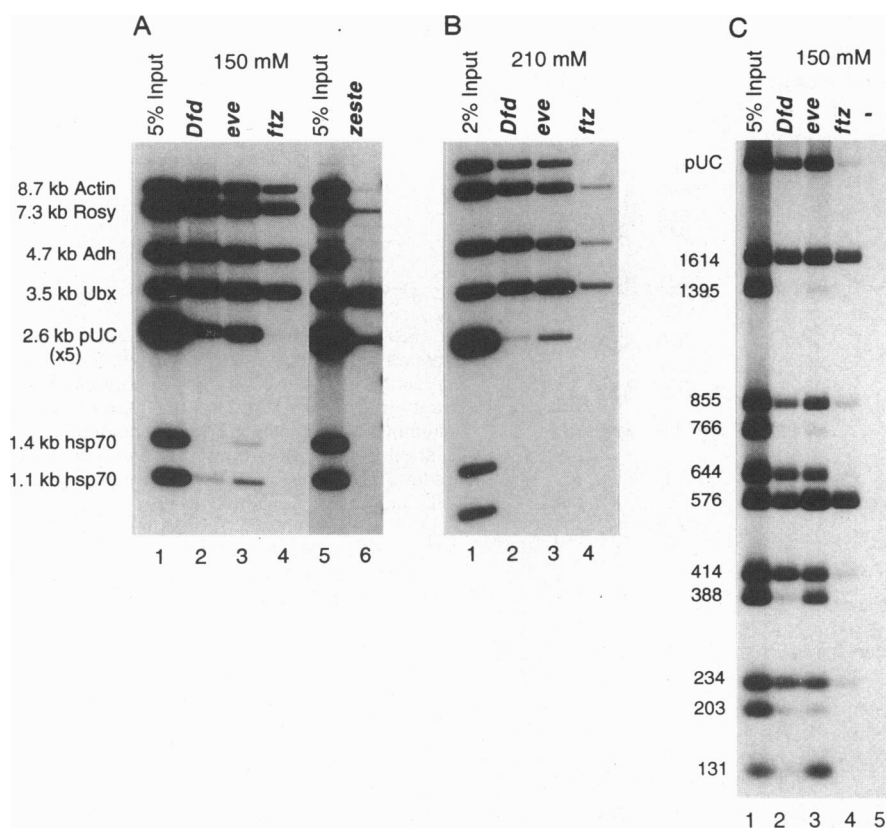 A
150 mM
5% Input
Dfd
eve
ftz
5% Input
zeste
8.7 kb Actin
7.3 kb Rosy
4.7 kb Adh
3.5 kb Ubx
2.6 kb pUC
(x5)
1.4 kb hsp70
1.1 kb hsp70
1 2 3 4 5 6
B
210 mM
2% Input
Dfd
eve
ftz
1 2 3 4
C
150 mM
5% Input
Dfd
eve
ftz
-
pUC
1614
1395
855
766
644
576
414
388
234
203
131
1 2 3 4 5